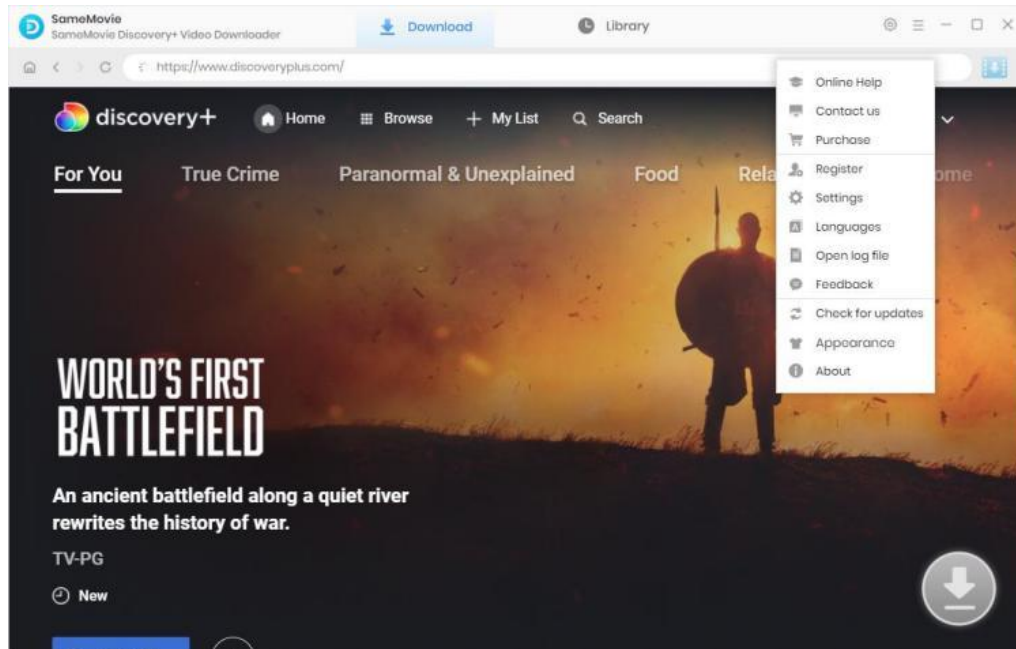 SameMovie
SameMovie Discovery+ Video Downloader
Download
Library
https://www.discoveryplus.com/
Online Help
Contact us
Purchase
Register
Settings
Languages
Open log file
Feedback
Check for updates
Appearance
About
discovery+
Home
Browse
My List
Search
For You
True Crime
Paranormal & Unexplained
Food
WORLD'S FIRST
BATTLEFIELD
An ancient battlefield along a quiet river
rewrites the history of war.
TV-PG
New